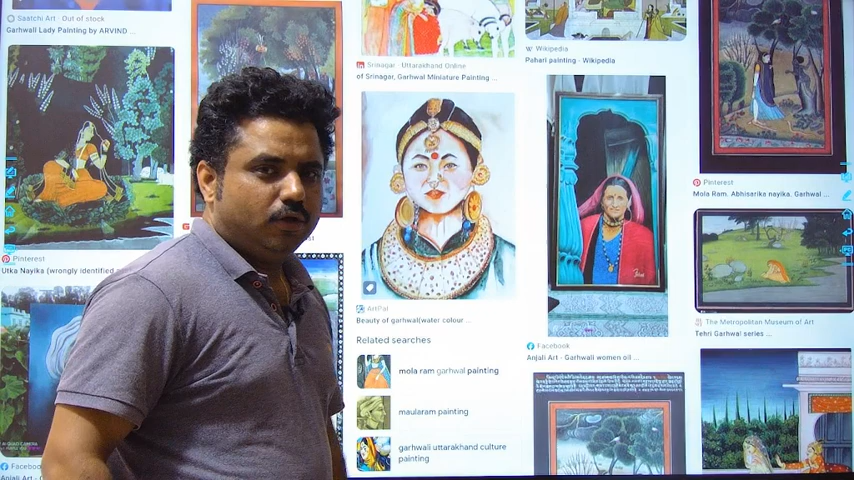 Saatchi Art · Out of stock
Garhwali Lady Painting by ARVIND ...
Pinterest
Utka Nayika (wrongly identified
Facebook
Anjali Art - G
Srinagar - Uttarakhand Online
of Srinagar, Garhwal Miniature Painting ...
ArtPal
Beauty of garhwal(water colour ...
Related searches
mola ram garhwal painting
maularam painting
garhwali uttarakhand culture
painting
Wikipedia
Pahari painting - Wikipedia
Facebook
Anjali Art - Garhwali women oil ...
Pinterest
Mola Ram. Abhisarika nayika. Garhwal ...
The Metropolitan Museum of Art
Tehri Garhwal series ...